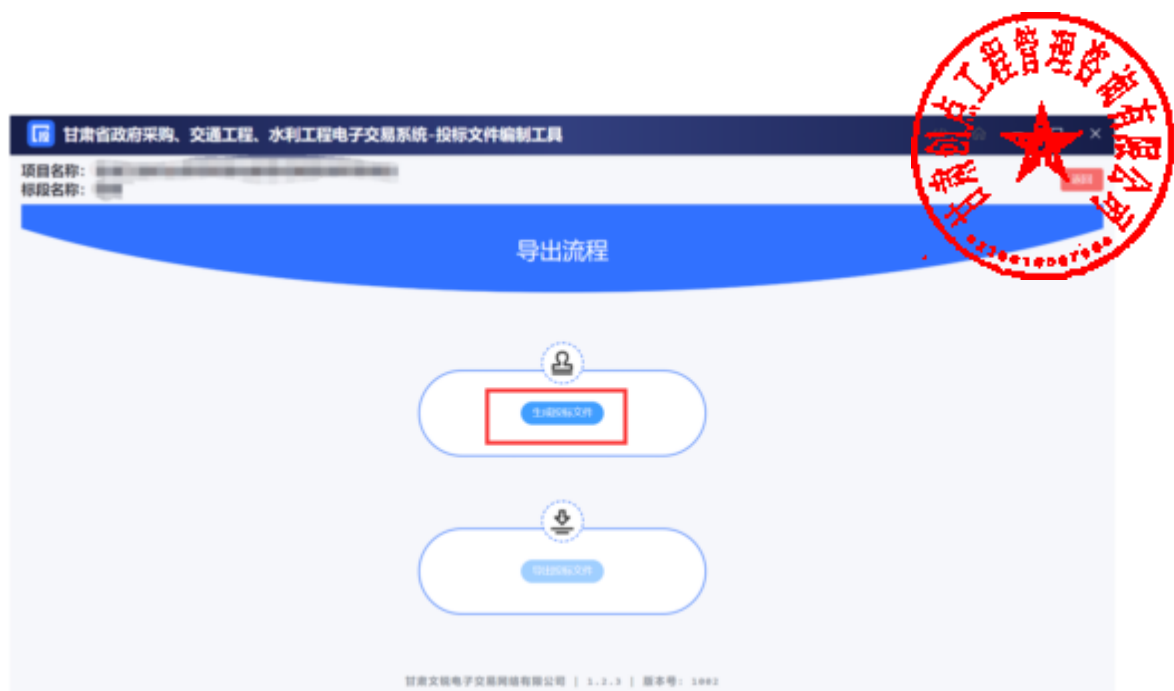 投 甘肃省政府采购、交通工程、水利工程电子交易系统-投标文件编制工具
项目名称：
标段名称：
返回
导出流程
生成投标文件
导出投标文件
甘肃文锐电子交易网络有限公司 | 1.2.3 | 版本号: 1002